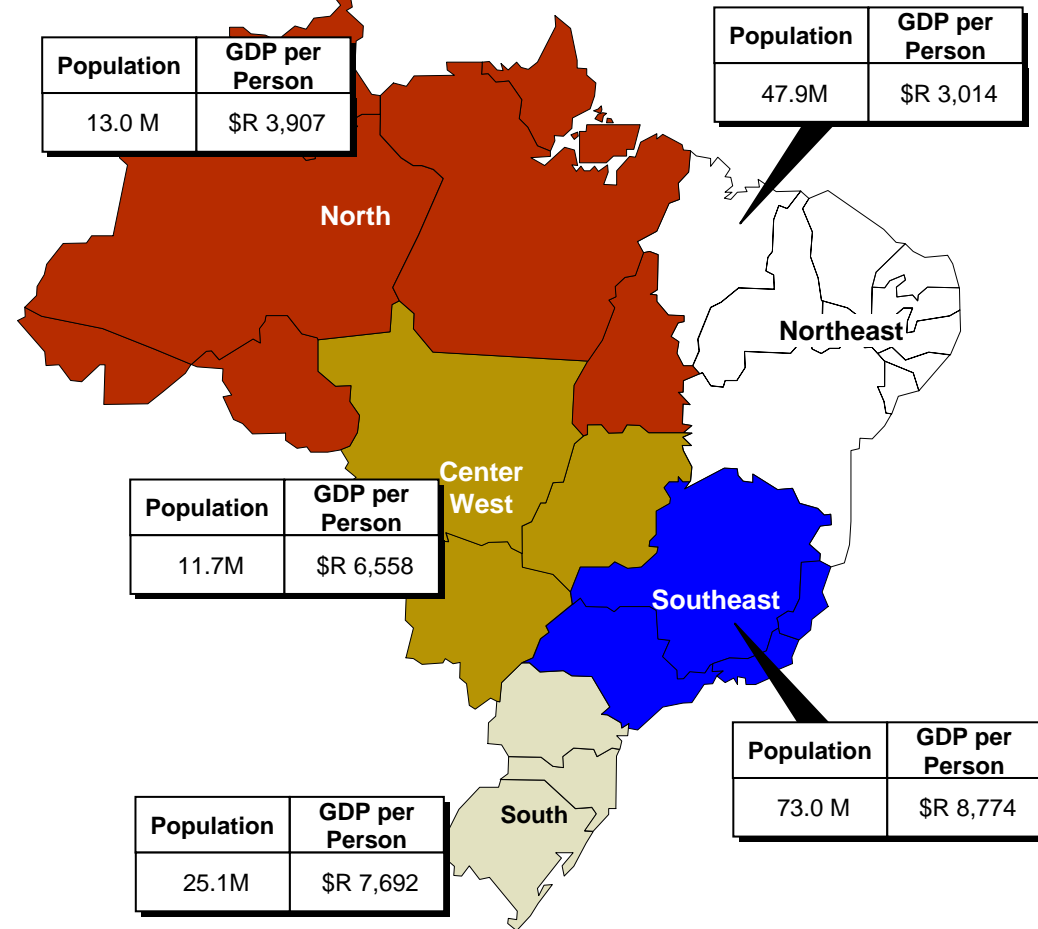 Population
GDP per
Person
13.0 M
$R 3,907
Population
GDP per
Person
47.9M
$R 3,014
North
Northeast
Center
West
Population
GDP per
Person
11.7M
$R 6,558
Southeast
Population
GDP per
Person
73.0 M
$R 8,774
South
Population
GDP per
Person
25.1M
$R 7,692